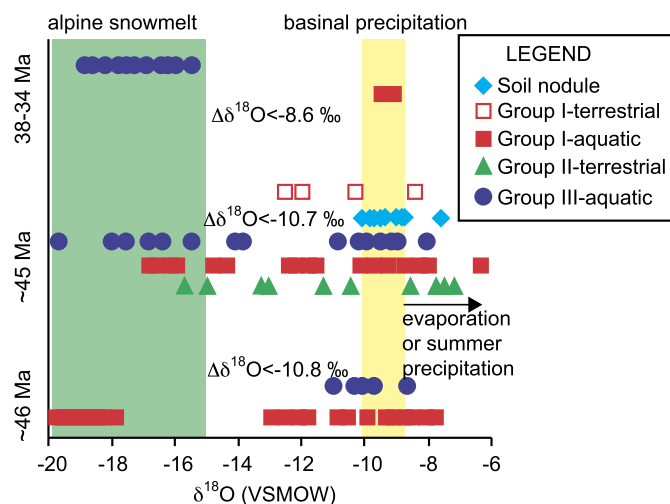 alpine snowmelt
basinal precipitation
LEGEND
Soil nodule
Group I-terrestrial
Group I-aquatic
Group II-terrestrial
Group III-aquatic
38-34 Ma
Δδ¹⁸O<-8.6 ‰
Δδ¹⁸O<-10.7 ‰
~45 Ma
evaporation
or summer
precipitation
Δδ¹⁸O<-10.8 ‰
~46 Ma
-20 -18 -16 -14 -12 -10 -8 -6
δ¹⁸O (VSMOW)